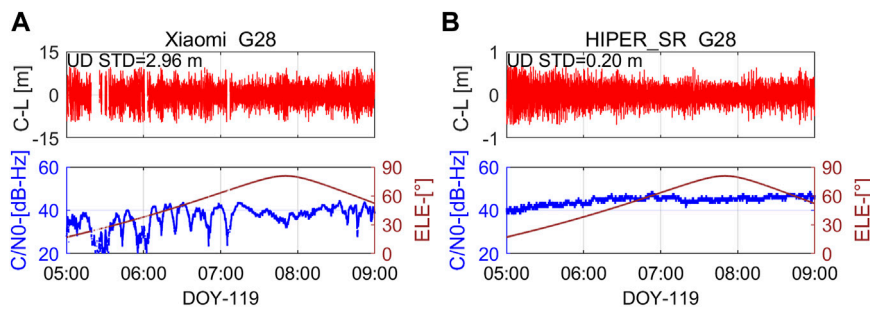 A
Xiaomi G28
15
0
-15
C-L [m]
UD STD=2.96 m
60
40
20
C/N0-[dB-Hz]
90
60
30
0
ELE-[°]
05:00 06:00 07:00 08:00 09:00
DOY-119
B
HIPER_SR G28
1
0
-1
C-L [m]
UD STD=0.20 m
60
40
20
C/N0-[dB-Hz]
90
60
30
0
ELE-[°]
05:00 06:00 07:00 08:00 09:00
DOY-119